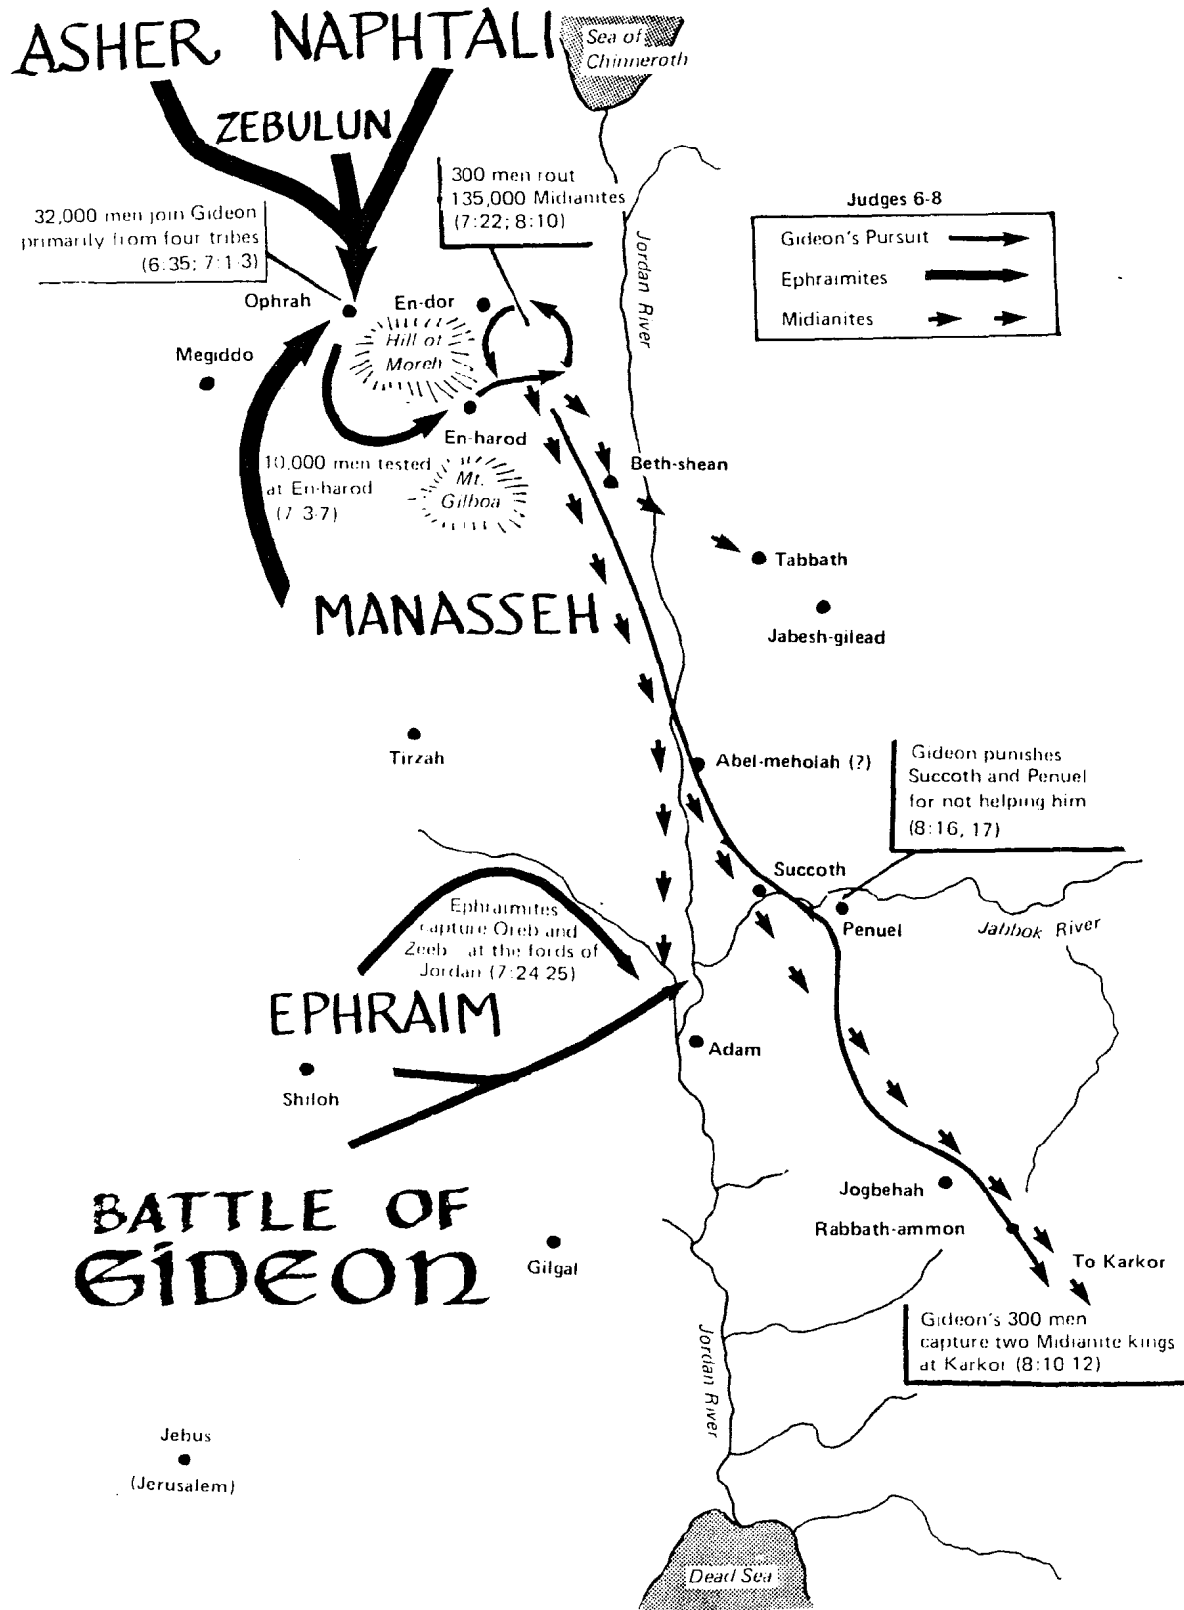 ASHER NAPHTALI
ZEBULUN
Sea of
Chinneroth
300 men rout
135,000 Midianites
(7:22; 8:10)
32,000 men join Gideon
primarily from four tribes
(6:35; 7:1-3)
Judges 6-8
Gideon's Pursuit
Ephraimites
Midianites
Jordan River
Ophrah
En-dor
Hill of
Moreh
Megiddo
En-harod
10,000 men tested
at En-harod
(7:3-7)
Mt.
Gilboa
Beth-shean
Tabbath
Jabesh-gilead
MANASSEH
Tirzah
Abel-meholah (?)
Gideon punishes
Succoth and Penuel
for not helping him
(8:16, 17)
Succoth
Penuel
Jabbok River
Ephraimites
capture Oreb and
Zeeb at the fords of
Jordan (7:24-25)
EPHRAIM
Adam
Shiloh
Jogbehah
Rabbath-ammon
To Karkor
BATTLE OF
GIDEON
Gilgal
Gideon's 300 men
capture two Midianite kings
at Karkor (8:10-12)
Jordan River
Jebus
(Jerusalem)
Dead Sea